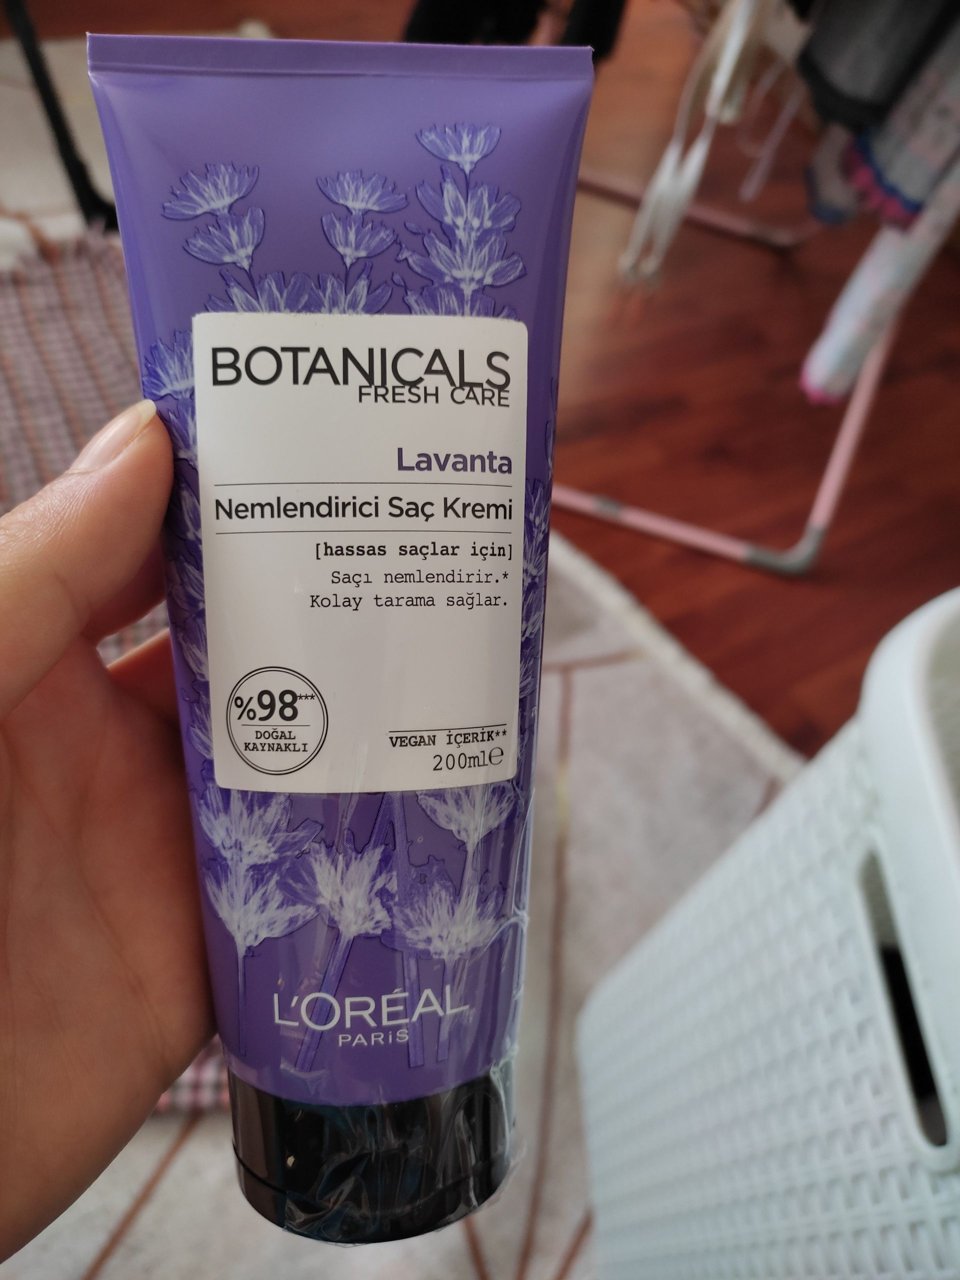 BOTANICALS
FRESH CARE
Lavanta
Nemlendirici Saç Kremi
[hassas saçlar için]
Saçı nemlendirir.*
Kolay tarama sağlar.
%98***
DOĞAL
KAYNAKLI
VEGAN İÇERİK**
200ml℮
L'ORÉAL
PARiS